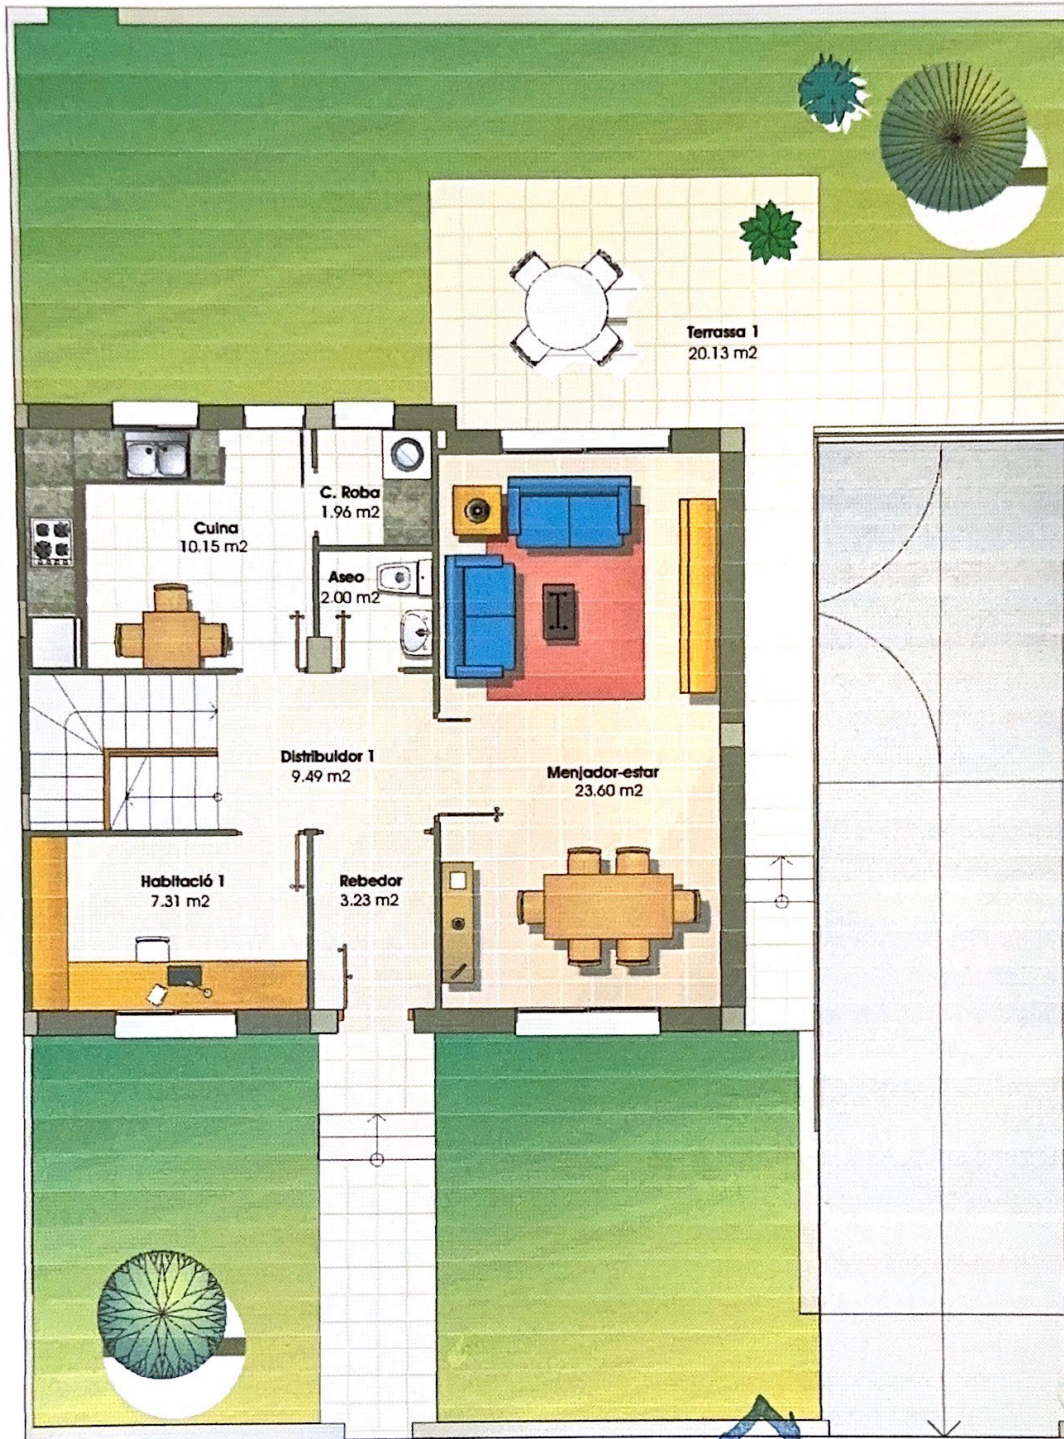 Terrassa 1
20.13 m2
C. Roba
1.96 m2
Cuina
10.15 m2
Aseo
2.00 m2
Distribuidor 1
9.49 m2
Menjador-estar
23.60 m2
Habitació 1
7.31 m2
Rebedor
3.23 m2